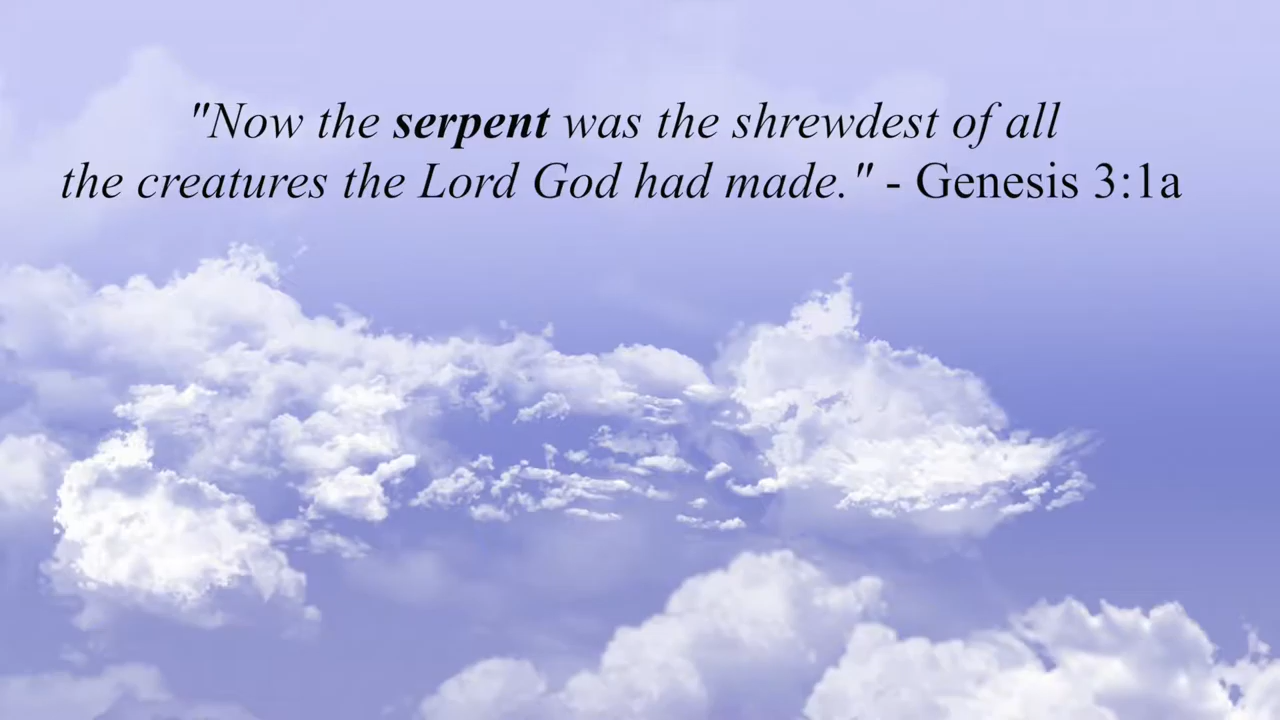 "Now the serpent was the shrewdest of all
the creatures the Lord God had made." - Genesis 3:1a